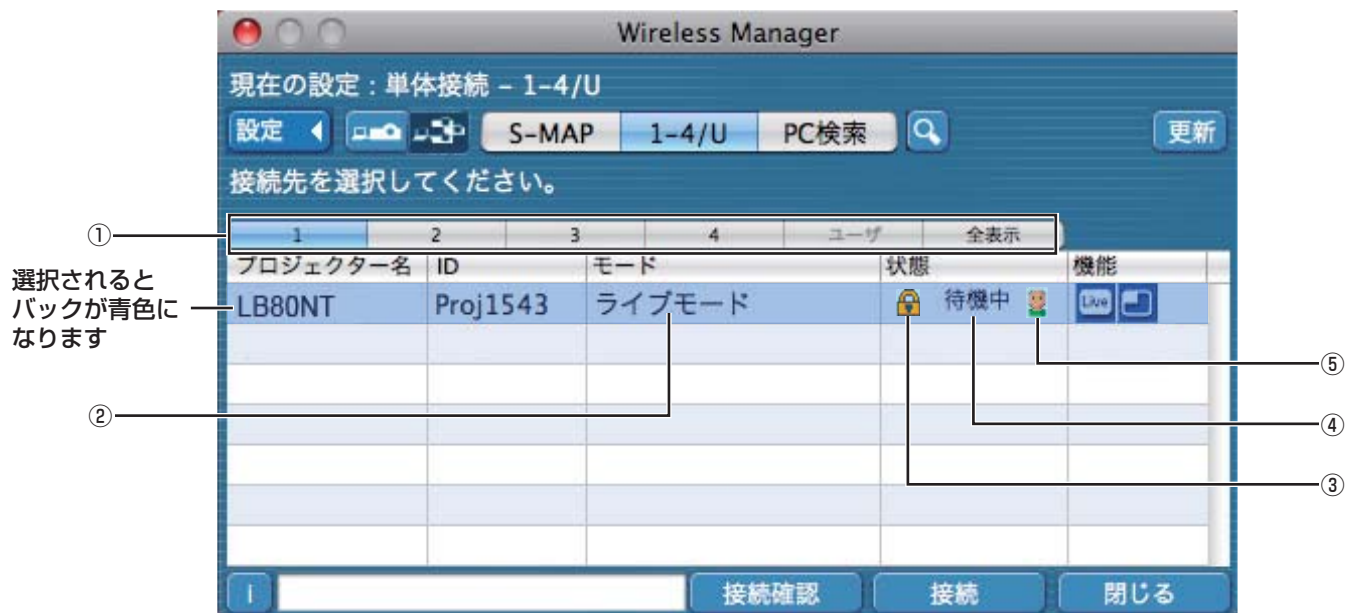 Wireless Manager
現在の設定:単体接続 – 1-4/U
設定 S-MAP 1-4/U PC検索 更新
接続先を選択してください。
① 1 2 3 4 ユーザ 全表示
プロジェクター名 ID モード 状態 機能
選択されると
バックが青色に
なります
LB80NT Proj1543 ライブモード 待機中 Live
⑤
②
④
③
i 接続確認 接続 閉じる